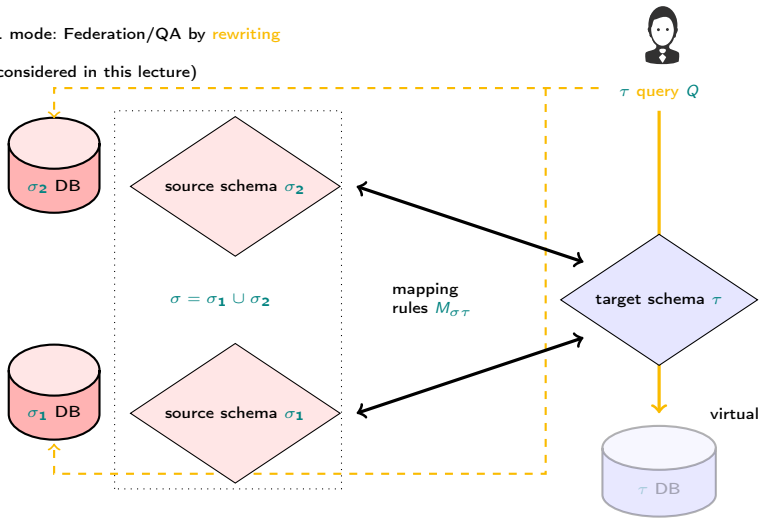 . mode: Federation/QA by rewriting
considered in this lecture)
τ query Q
σ₂ DB
source schema σ₂
σ = σ₁ ∪ σ₂
mapping
rules M_στ
target schema τ
σ₁ DB
source schema σ₁
virtual
τ DB